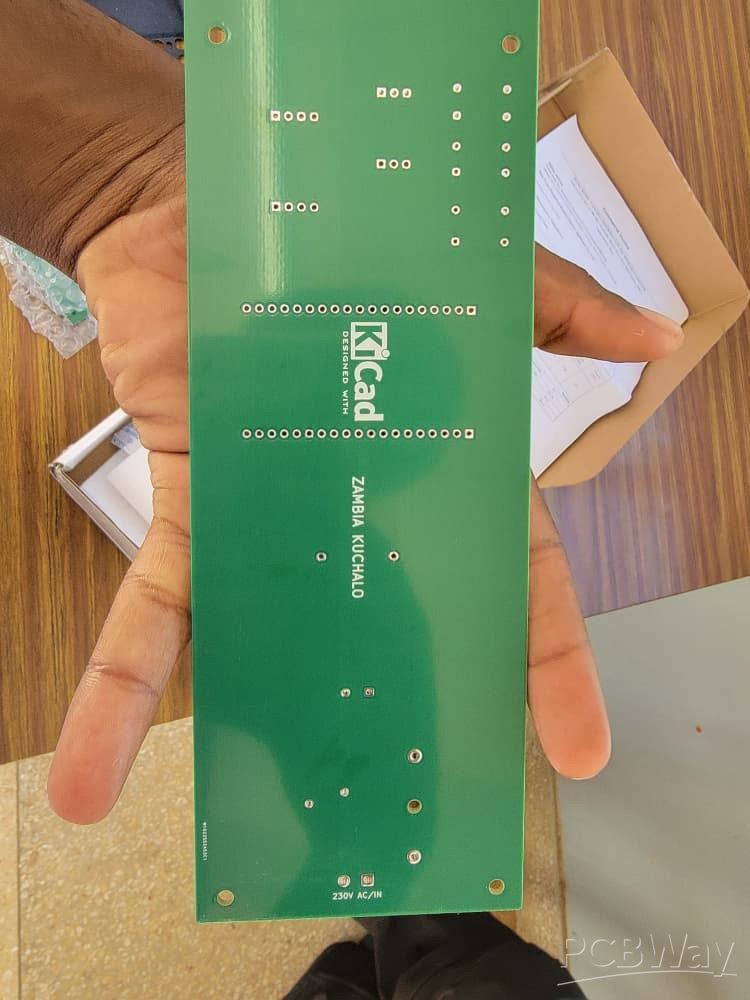 KiCad
DESIGNED WITH
ZAMBIA KUCHALO
230V AC/IN
PCBWay